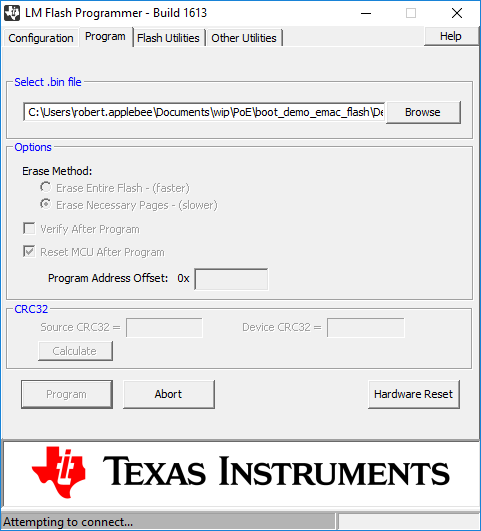 LM Flash Programmer - Build 1613
Configuration Program Flash Utilities Other Utilities Help
Select .bin file
C:\Users\robert.applebee\Documents\wip\PoE\boot_demo_emac_flash\De Browse
Options
Erase Method:
Erase Entire Flash - (faster)
Erase Necessary Pages - (slower)
Verify After Program
Reset MCU After Program
Program Address Offset: 0x
CRC32
Source CRC32 = Device CRC32 =
Calculate
Program Abort Hardware Reset
TEXAS INSTRUMENTS
Attempting to connect...